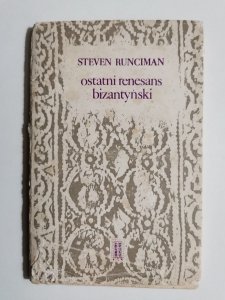 STEVEN RUNCIMAN
ostatni renesans
bizantyński